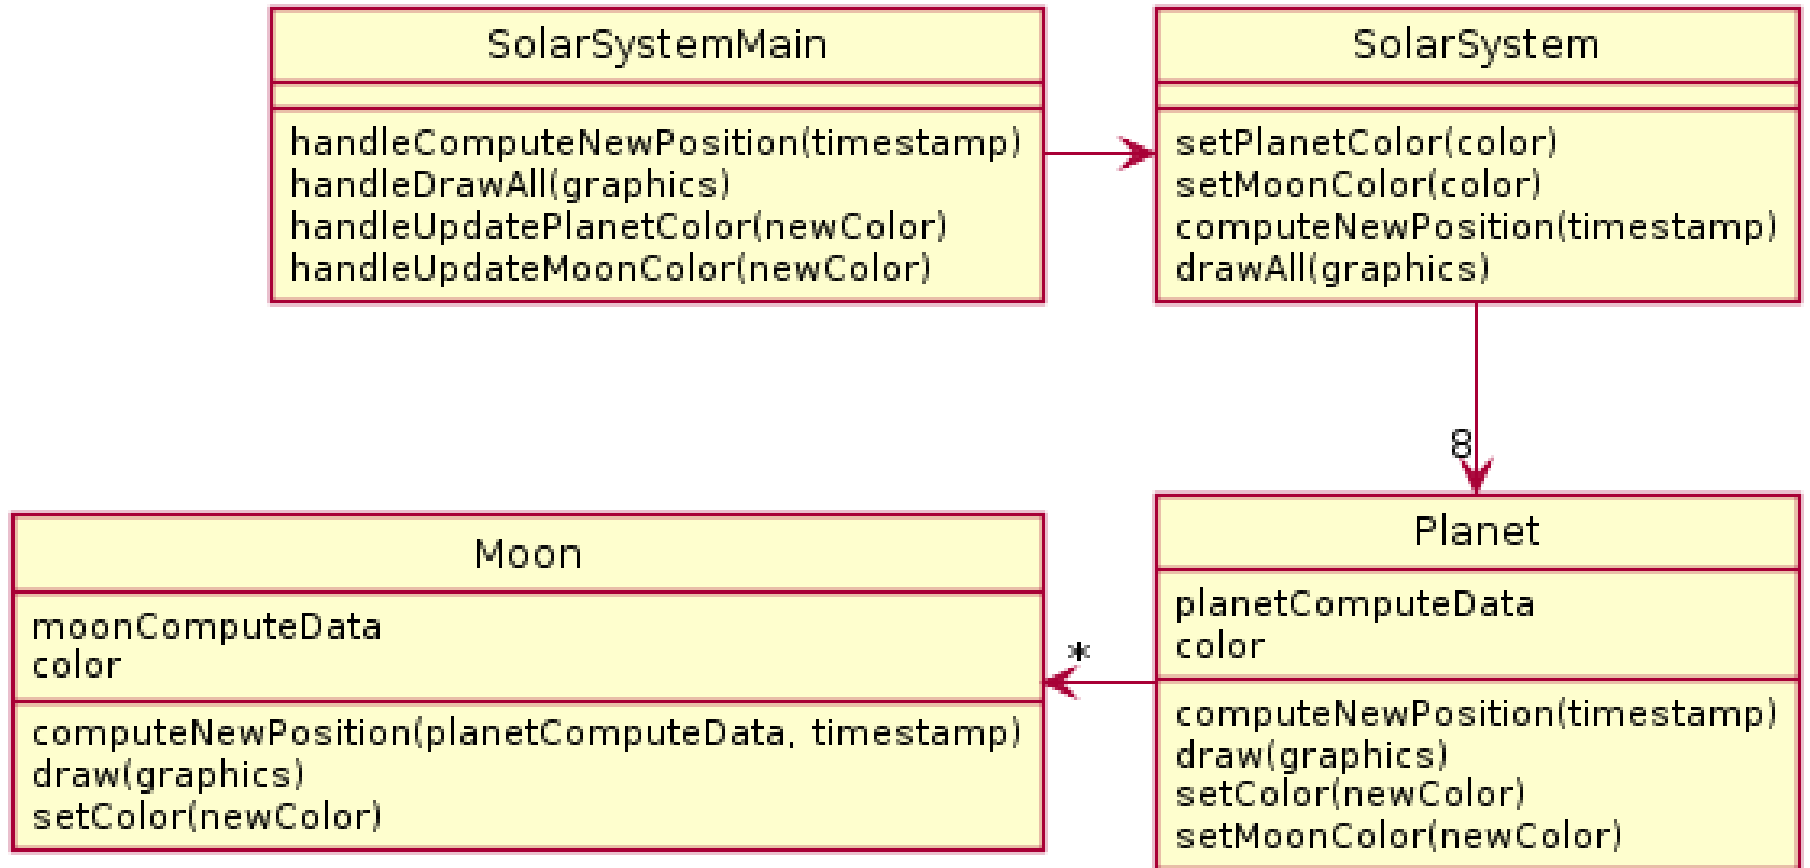 SolarSystemMain
handleComputeNewPosition(timestamp)
handleDrawAll(graphics)
handleUpdatePlanetColor(newColor)
handleUpdateMoonColor(newColor)
SolarSystem
setPlanetColor(color)
setMoonColor(color)
computeNewPosition(timestamp)
drawAll(graphics)
8
Moon
moonComputeData
color
computeNewPosition(planetComputeData, timestamp)
draw(graphics)
setColor(newColor)
*
Planet
planetComputeData
color
computeNewPosition(timestamp)
draw(graphics)
setColor(newColor)
setMoonColor(newColor)